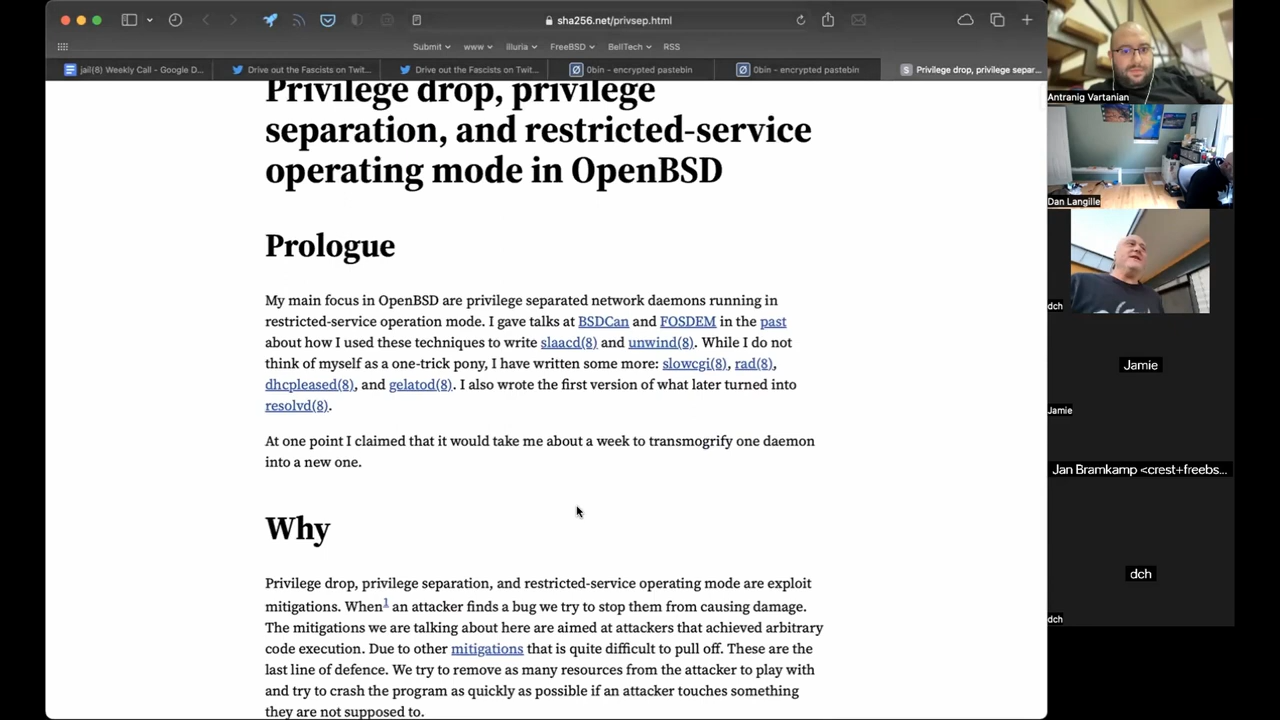 sha256.net/privsep.html
Submit www illuria FreeBSD BellTech RSS
jail(8) Weekly Call - Google D...
Drive out the Fascists on Twit...
Drive out the Fascists on Twit...
0bin - encrypted pastebin
0bin - encrypted pastebin
S Privilege drop, privilege separ...
Privilege drop, privilege
separation, and restricted-service
operating mode in OpenBSD
Prologue
My main focus in OpenBSD are privilege separated network daemons running in
restricted-service operation mode. I gave talks at BSDCan and FOSDEM in the past
about how I used these techniques to write slaacd(8) and unwind(8). While I do not
think of myself as a one-trick pony, I have written some more: slowcgi(8), rad(8),
dhcpleased(8), and gelatod(8). I also wrote the first version of what later turned into
resolvd(8).
At one point I claimed that it would take me about a week to transmogrify one daemon
into a new one.
Why
Privilege drop, privilege separation, and restricted-service operating mode are exploit
mitigations. When1 an attacker finds a bug we try to stop them from causing damage.
The mitigations we are talking about here are aimed at attackers that achieved arbitrary
code execution. Due to other mitigations that is quite difficult to pull off. These are the
last line of defence. We try to remove as many resources from the attacker to play with
and try to crash the program as quickly as possible if an attacker touches something
they are not supposed to.
Antranig Vartanian
Dan Langille
dch
Jamie
Jamie
Jan Bramkamp <crest+freebs...
dch
dch